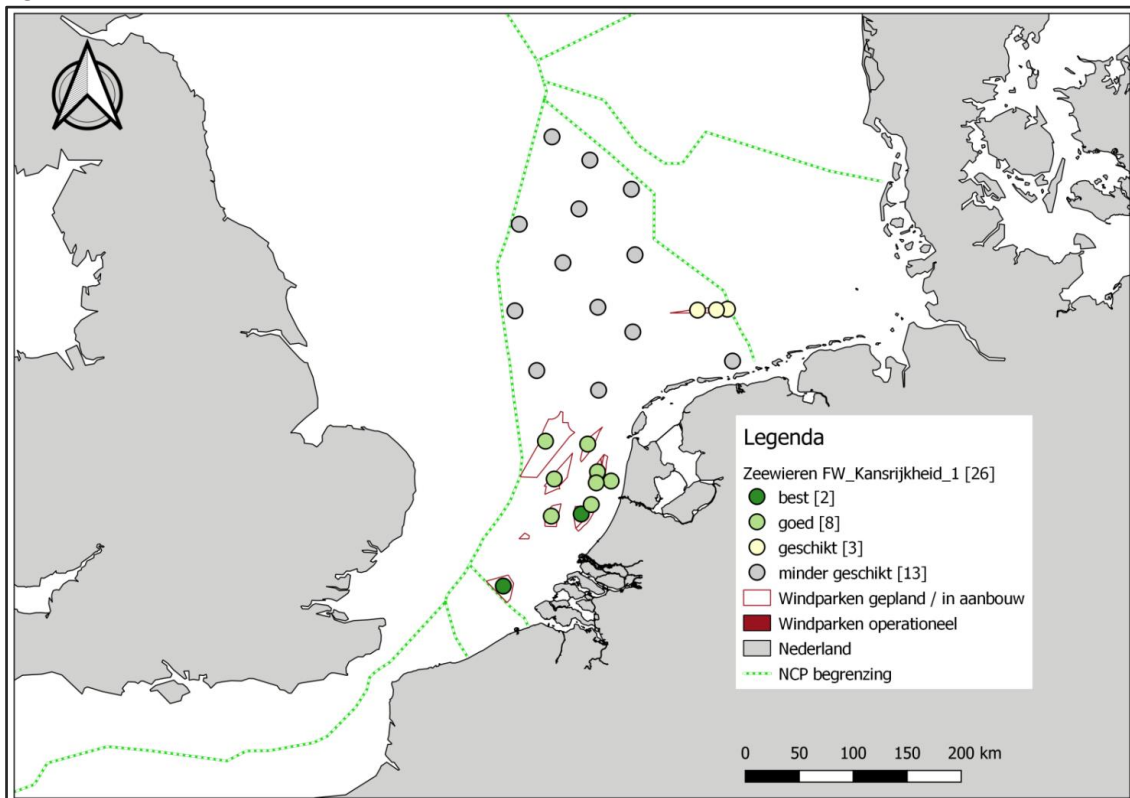 Legenda
Zeewieren FW_Kansrijkheid_1 [26]
best [2]
goed [8]
geschikt [3]
minder geschikt [13]
Windparken gepland / in aanbouw
Windparken operationeel
Nederland
NCP begrenzing
0 50 100 150 200 km